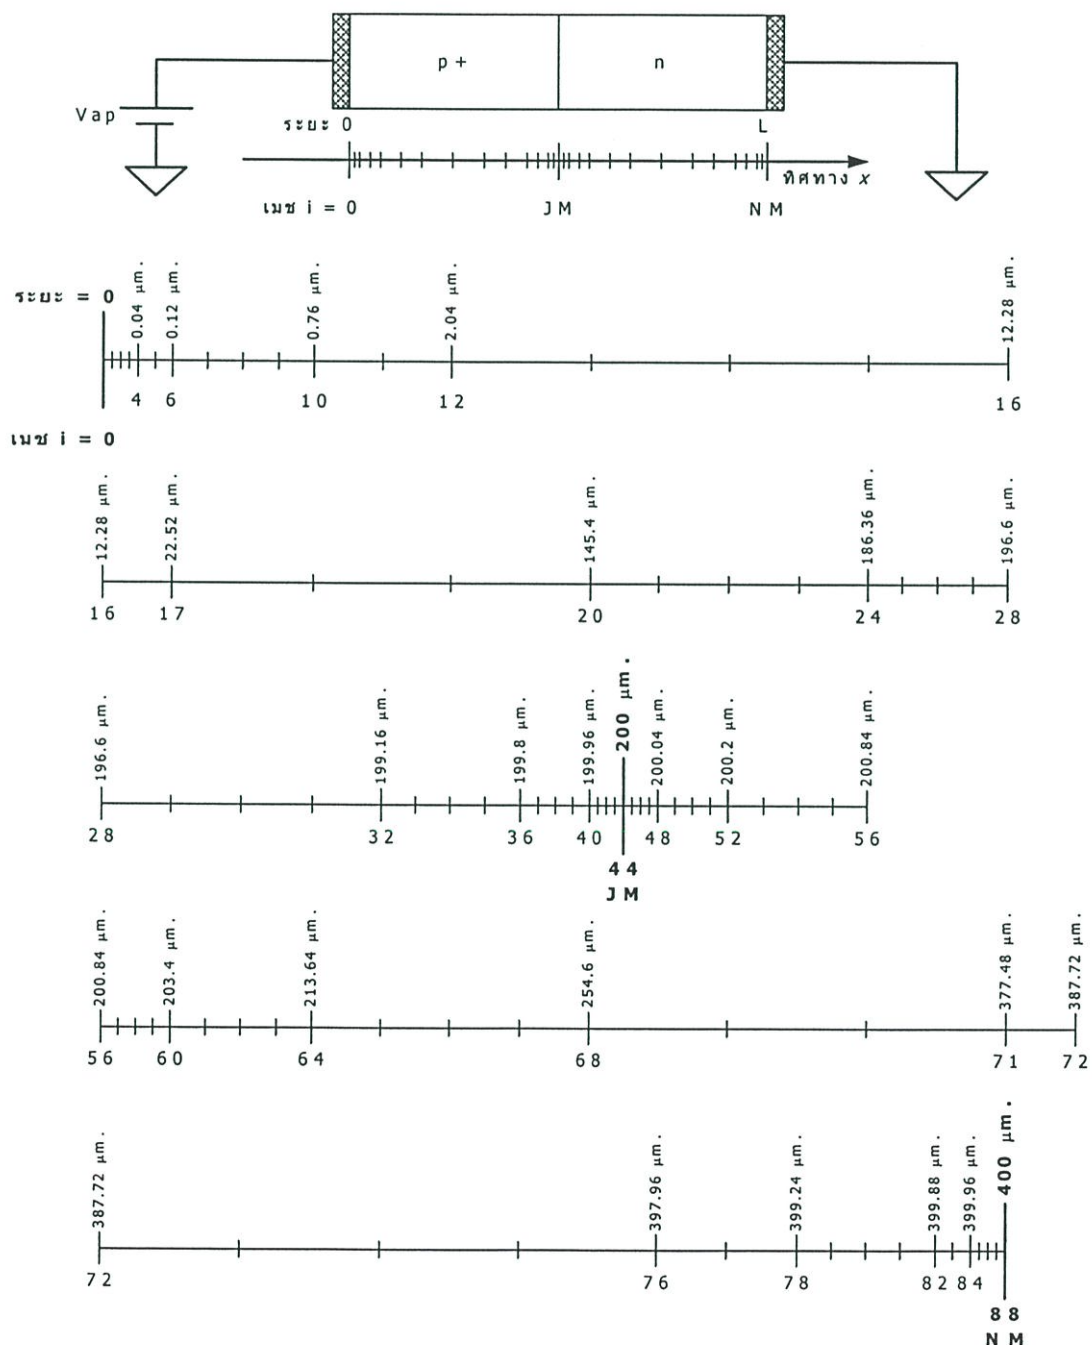 p+ n
Vap
ระยะ 0 L
ทิศทาง x
เมช i = 0 JM NM
ระยะ = 0 0.04 µm. 0.12 µm. 0.76 µm. 2.04 µm. 12.28 µm.
4 6 10 12 16
เมช i = 0
12.28 µm. 22.52 µm. 145.4 µm. 186.36 µm. 196.6 µm.
16 17 20 24 28
196.6 µm. 199.16 µm. 199.8 µm. 199.96 µm. 200 µm. 200.04 µm. 200.2 µm. 200.84 µm.
28 32 36 40 48 52 56
44
JM
200.84 µm. 203.4 µm. 213.64 µm. 254.6 µm. 377.48 µm. 387.72 µm.
56 60 64 68 71 72
387.72 µm. 397.96 µm. 399.24 µm. 399.88 µm. 399.96 µm. 400 µm.
72 76 78 82 84
88
NM